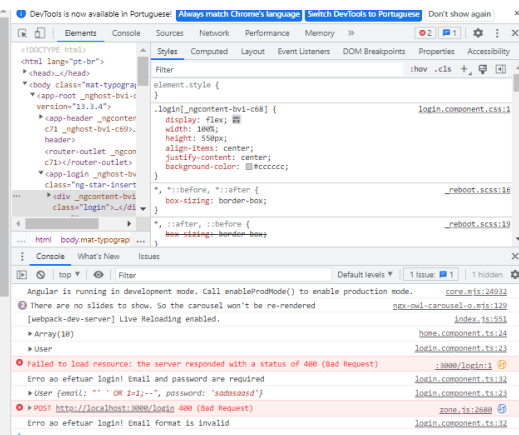 DevTools is now available in Portuguese! Always match Chrome's language Switch DevTools to Portuguese Don't show again
Elements Console Sources Network Performance Memory » 2 1
<!DOCTYPE html>
<html lang="pt-br">
<head>…</head>
<body class="mat-typograp
<app-root _nghost-bvi-c
version="13.3.4">
<app-header _ngconten
c71 _nghost-bvi-c69>…
header>
<router-outlet _ngcon
c71></router-outlet>
<app-login _nghost-bv
class="ng-star-insert
<div _ngcontent-bvi
class="login">…</di
... html body.mat-typograpl ...
Styles Computed Layout Event Listeners DOM Breakpoints Properties Accessibility
Filter :hov .cls +
element.style {
}
.login[_ngcontent-bvi-c68] { login.component.css:1
display: flex;
width: 100%;
height: 550px;
align-items: center;
justify-content: center;
background-color: #cccccc;
}
*, *::before, *::after { _reboot.scss:16
box-sizing: border-box;
}
*, ::after, ::before { _reboot.scss:19
box-sizing: border-box;
}
Console What's New Issues
top ▼ Filter Default levels ▼ 1 Issue: 1 1 hidden
Angular is running in development mode. Call enableProdMode() to enable production mode. core.mjs:24932
2 There are no slides to show. So the carousel won't be re-rendered ngx-owl-carousel-o.mjs:129
[webpack-dev-server] Live Reloading enabled. index.js:551
Array(10) home.component.ts:24
User login.component.ts:23
Failed to load resource: the server responded with a status of 400 (Bad Request) :3000/login:1
Erro ao efetuar login! Email and password are required login.component.ts:32
User {email: "' ' OR 1=1;--", password: 'sadasasd'} login.component.ts:23
POST http://localhost:3000/login 400 (Bad Request) zone.js:2680
Erro ao efetuar login! Email format is invalid login.component.ts:32